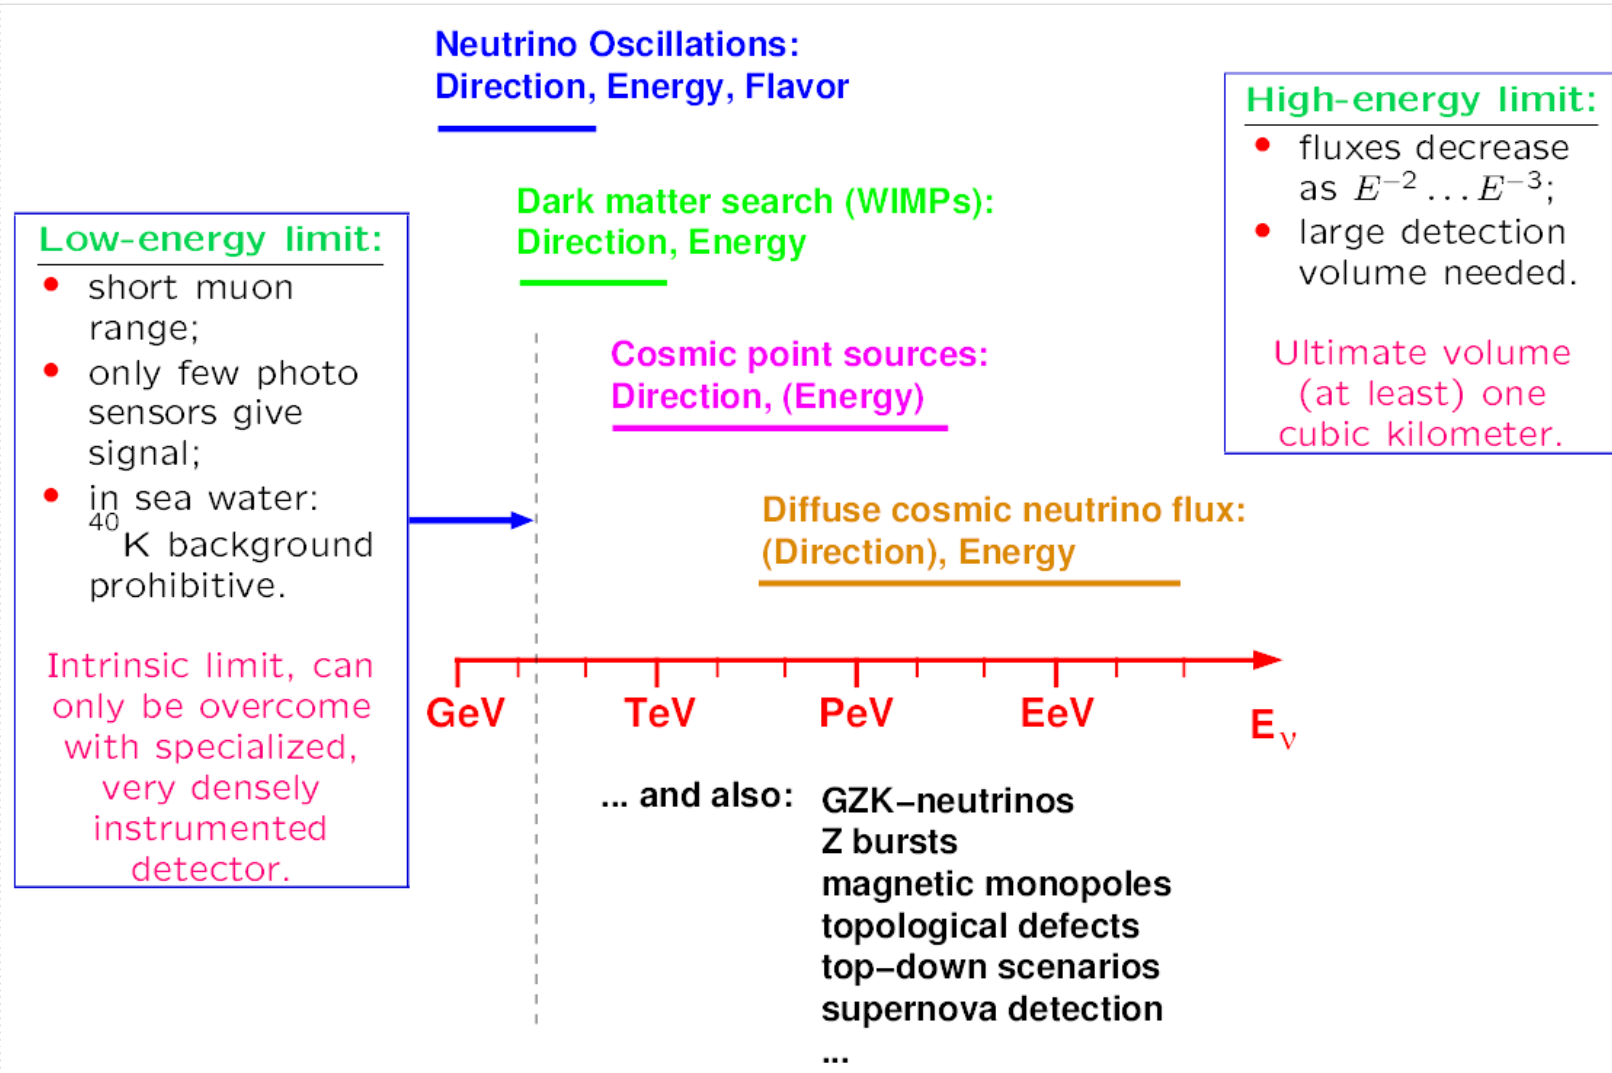 Neutrino Oscillations:
Direction, Energy, Flavor
High-energy limit:
• fluxes decrease
as E⁻² ... E⁻³;
• large detection
volume needed.
Ultimate volume
(at least) one
cubic kilometer.
Dark matter search (WIMPs):
Direction, Energy
Low-energy limit:
• short muon
range;
• only few photo
sensors give
signal;
• in sea water:
⁴⁰K background
prohibitive.
Intrinsic limit, can
only be overcome
with specialized,
very densely
instrumented
detector.
Cosmic point sources:
Direction, (Energy)
Diffuse cosmic neutrino flux:
(Direction), Energy
GeV TeV PeV EeV Eν
... and also: GZK–neutrinos
Z bursts
magnetic monopoles
topological defects
top–down scenarios
supernova detection
...